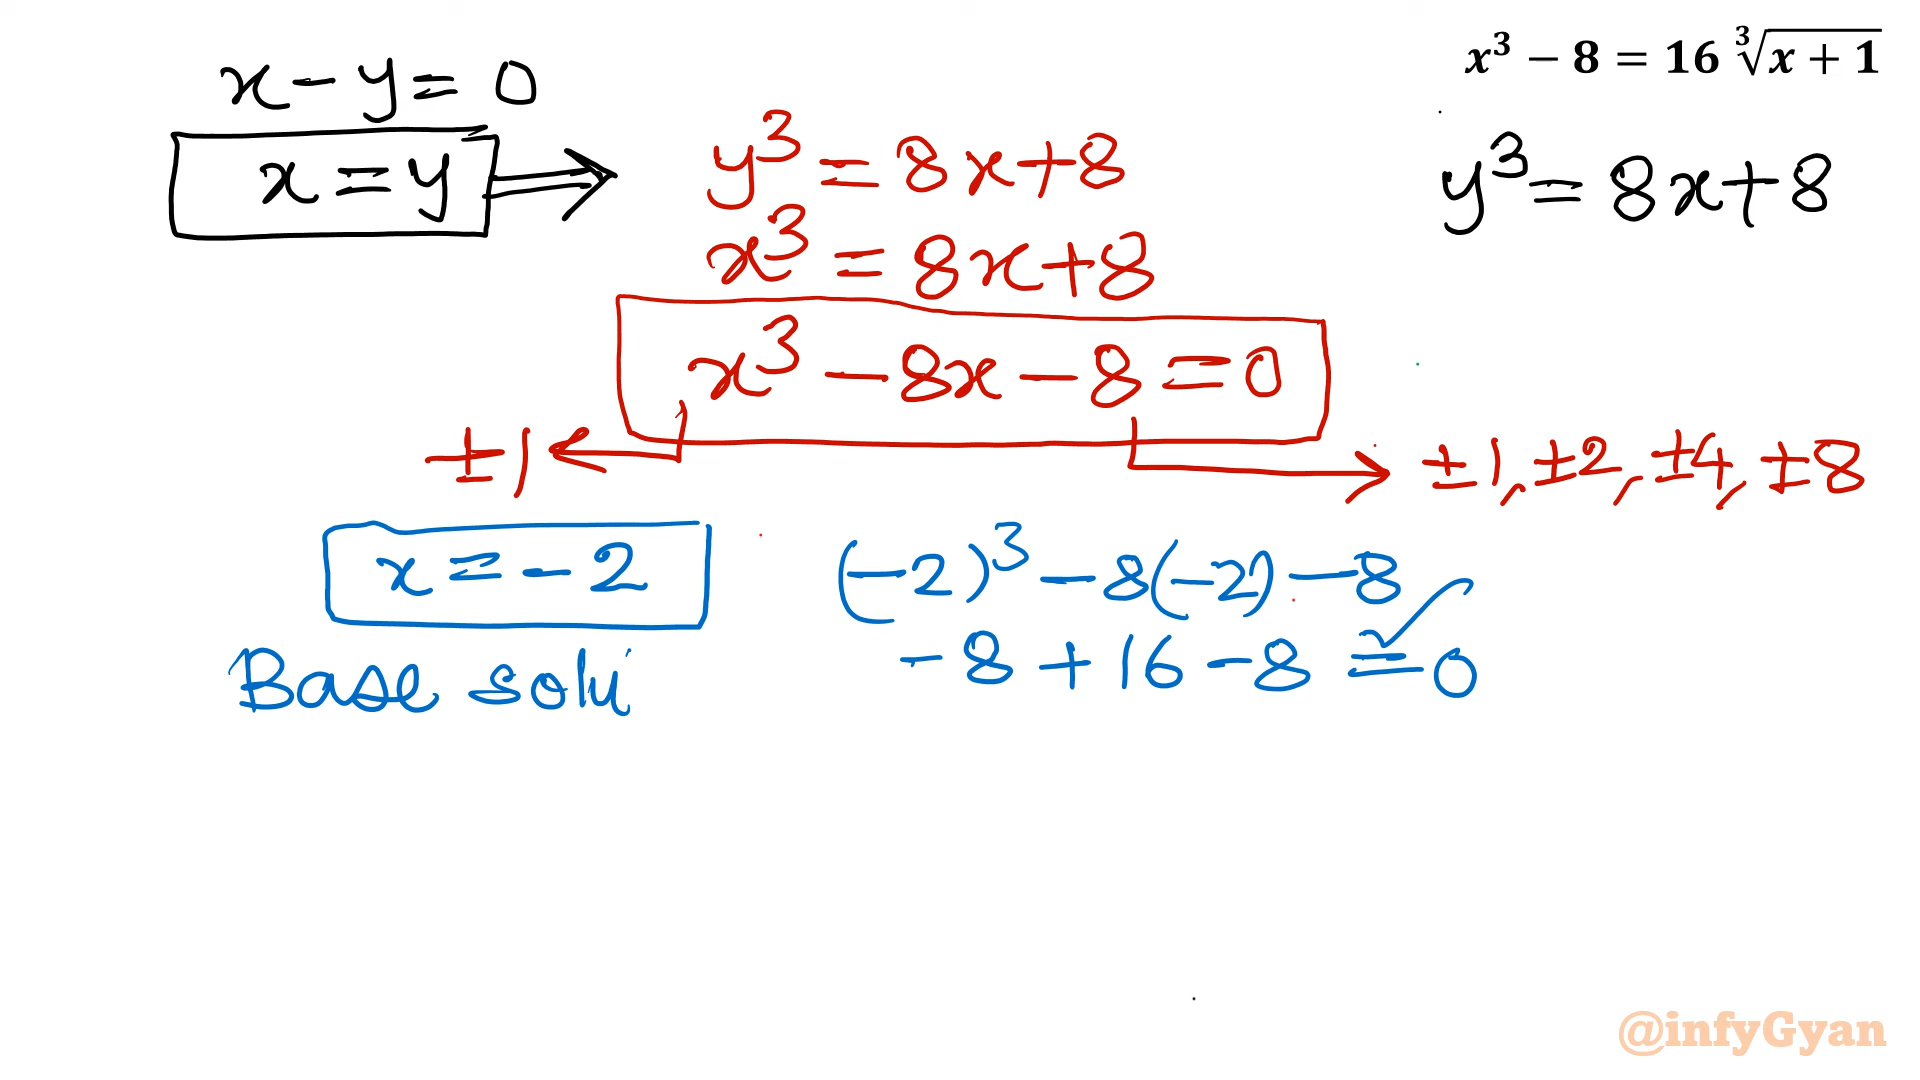 x³ − 8 = 16 ∛(x + 1)
x − y = 0
x = y
y³ = 8x + 8
y³ = 8x + 8
x³ = 8x + 8
x³ − 8x − 8 = 0
±1
±1, ±2, ±4, ±8
x = −2
(−2)³ − 8(−2) − 8
−8 + 16 − 8 = 0
Base
@infyGyan